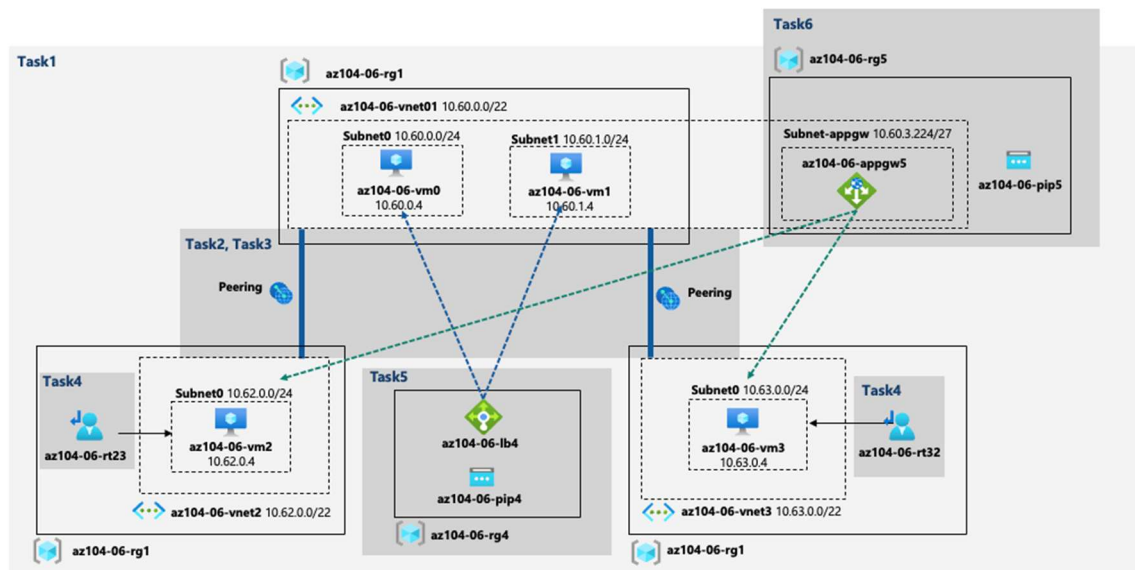 Task6
az104-06-rg5
Task1
az104-06-rg1
az104-06-vnet01 10.60.0.0/22
Subnet0 10.60.0.0/24
Subnet1 10.60.1.0/24
Subnet-appgw 10.60.3.224/27
az104-06-appgw5
az104-06-pip5
az104-06-vm0
10.60.0.4
az104-06-vm1
10.60.1.4
Task2, Task3
Peering
Peering
Task4
Subnet0 10.62.0.0/24
az104-06-rt23
az104-06-vm2
10.62.0.4
az104-06-vnet2 10.62.0.0/22
az104-06-rg1
Task5
az104-06-lb4
az104-06-pip4
az104-06-rg4
Subnet0 10.63.0.0/24
Task4
az104-06-vm3
10.63.0.4
az104-06-rt32
az104-06-vnet3 10.63.0.0/22
az104-06-rg1